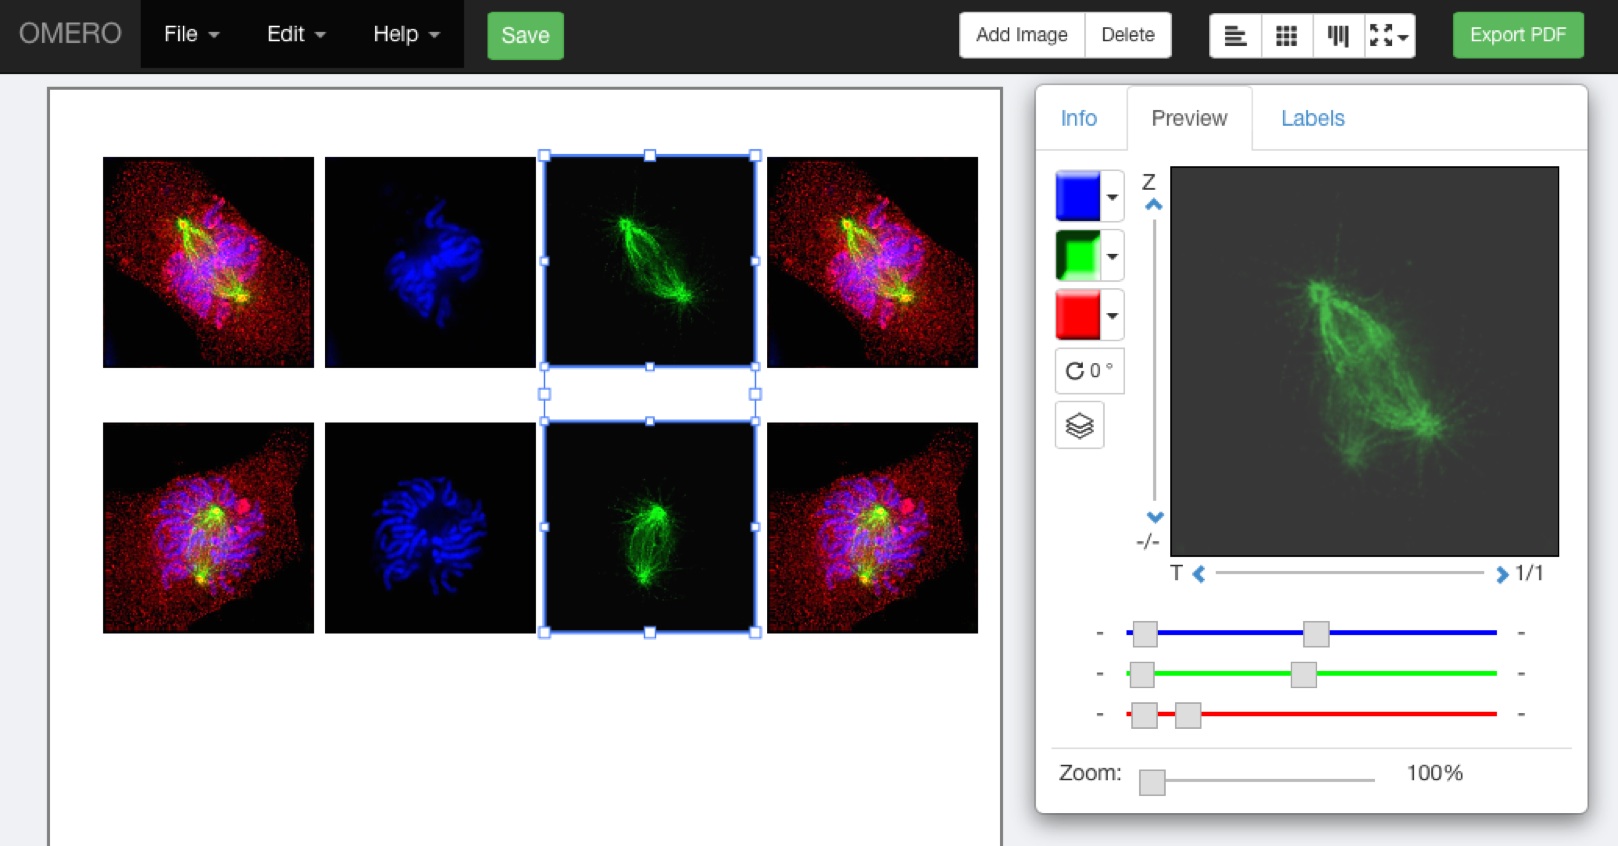 OMERO File Edit Help Save Add Image Delete Export PDF
Info Preview Labels
Z
0 °
-/-
T 1/1
- -
- -
- -
Zoom: 100%